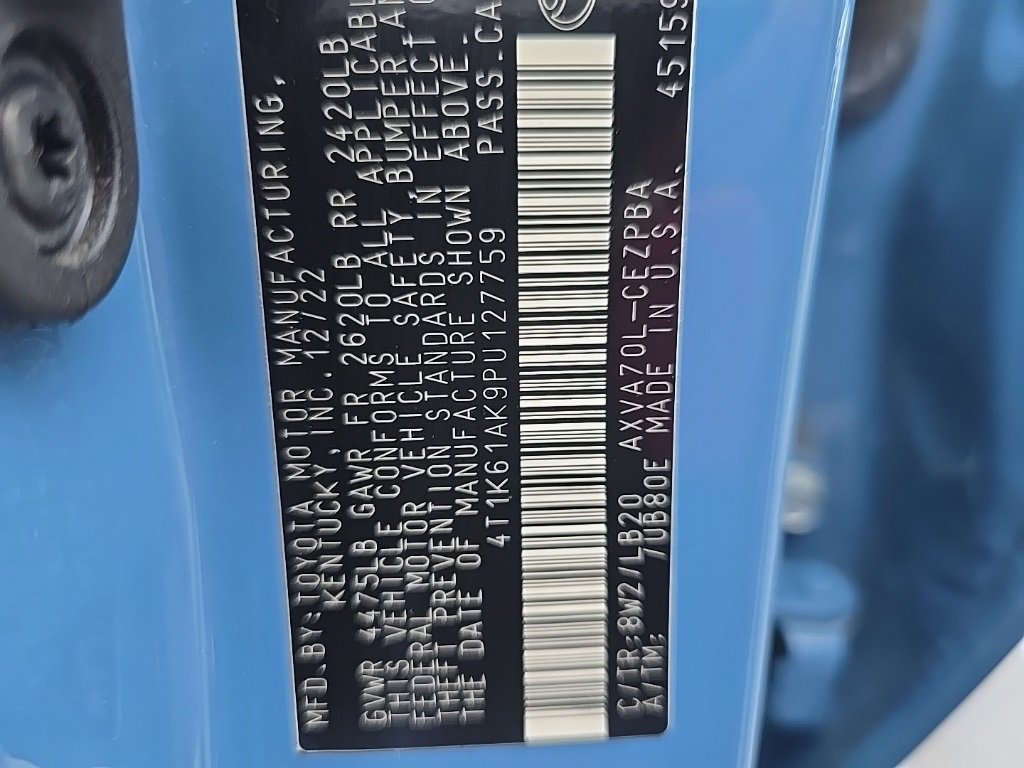 MFD.BY:TOYOTA MOTOR MANUFACTURING,
KENTUCKY, INC. 12/22
GVWR 4475LB GAWR FR 2620LB RR 2420LB
THIS VEHICLE CONFORMS TO ALL APPLICABL
FEDERAL MOTOR VEHICLE SAFETY,BUMPER AN
THEFT PREVENTION STANDARDS IN EFFECT O
THE DATE OF MANUFACTURE SHOWN ABOVE.
4T1K61AK9PU127759 PASS.CA
C/TR:8W2/LB20 AXVA70L-CEZPBA
A/TM: /UB80E MADE IN U.S.A. 45159